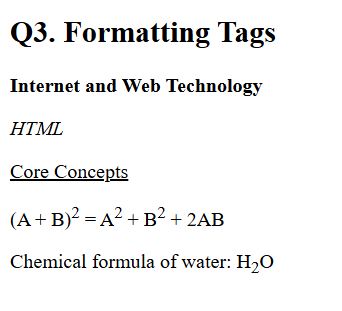 Q3. Formatting Tags
Internet and Web Technology
HTML
Core Concepts
(A + B)² = A² + B² + 2AB
Chemical formula of water: H₂O